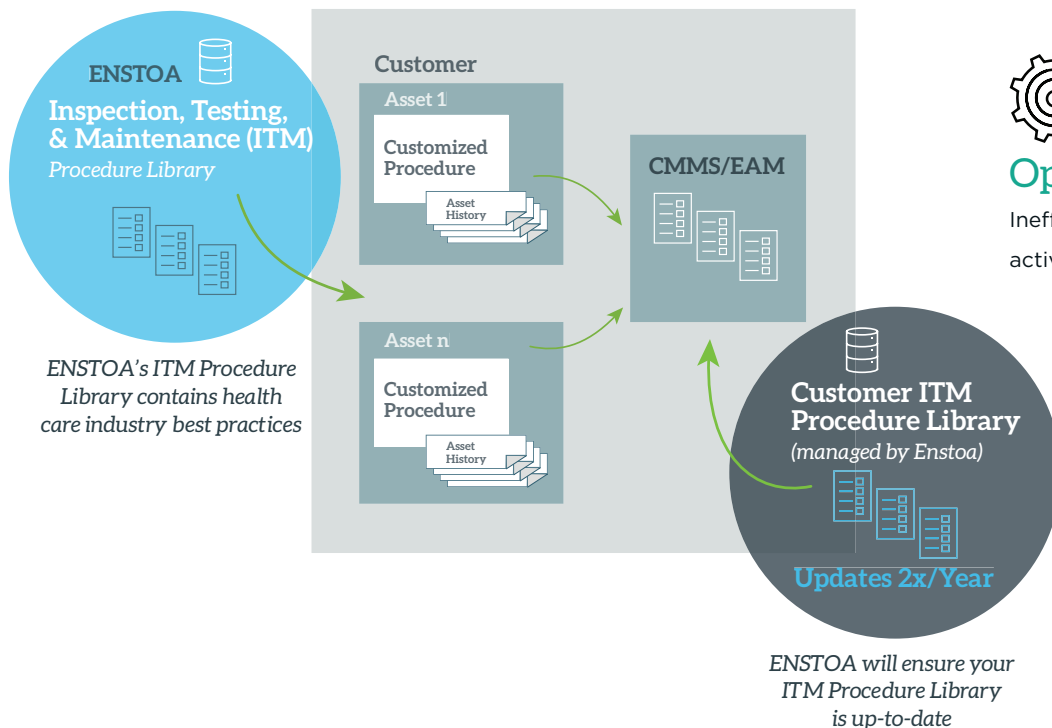 ENSTOA
Inspection, Testing,
& Maintenance (ITM)
Procedure Library
ENSTOA's ITM Procedure
Library contains health
care industry best practices
Customer
Asset 1
Customized
Procedure
Asset
History
Asset n
Customized
Procedure
Asset
History
CMMS/EAM
Customer ITM
Procedure Library
(managed by Enstoa)
Updates 2x/Year
ENSTOA will ensure your
ITM Procedure Library
is up-to-date